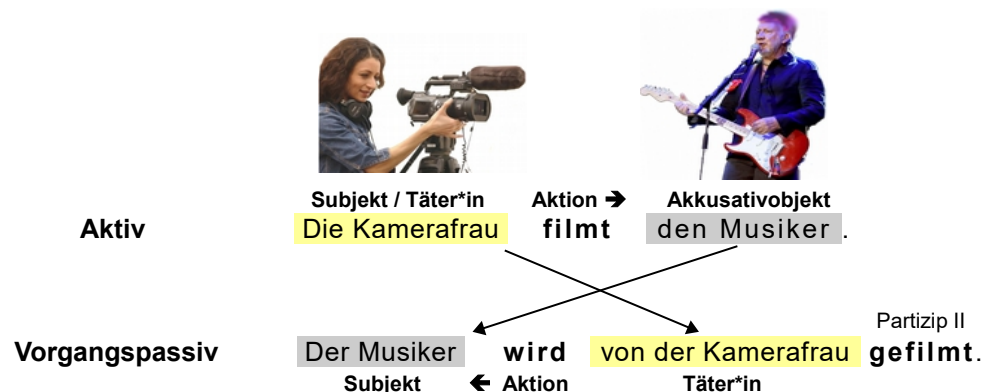 Subjekt / Täter*in Aktion ➔ Akkusativobjekt
Aktiv Die Kamerafrau filmt den Musiker .
Partizip II
Vorgangspassiv Der Musiker wird von der Kamerafrau gefilmt.
Subjekt 🡰 Aktion Täter*in